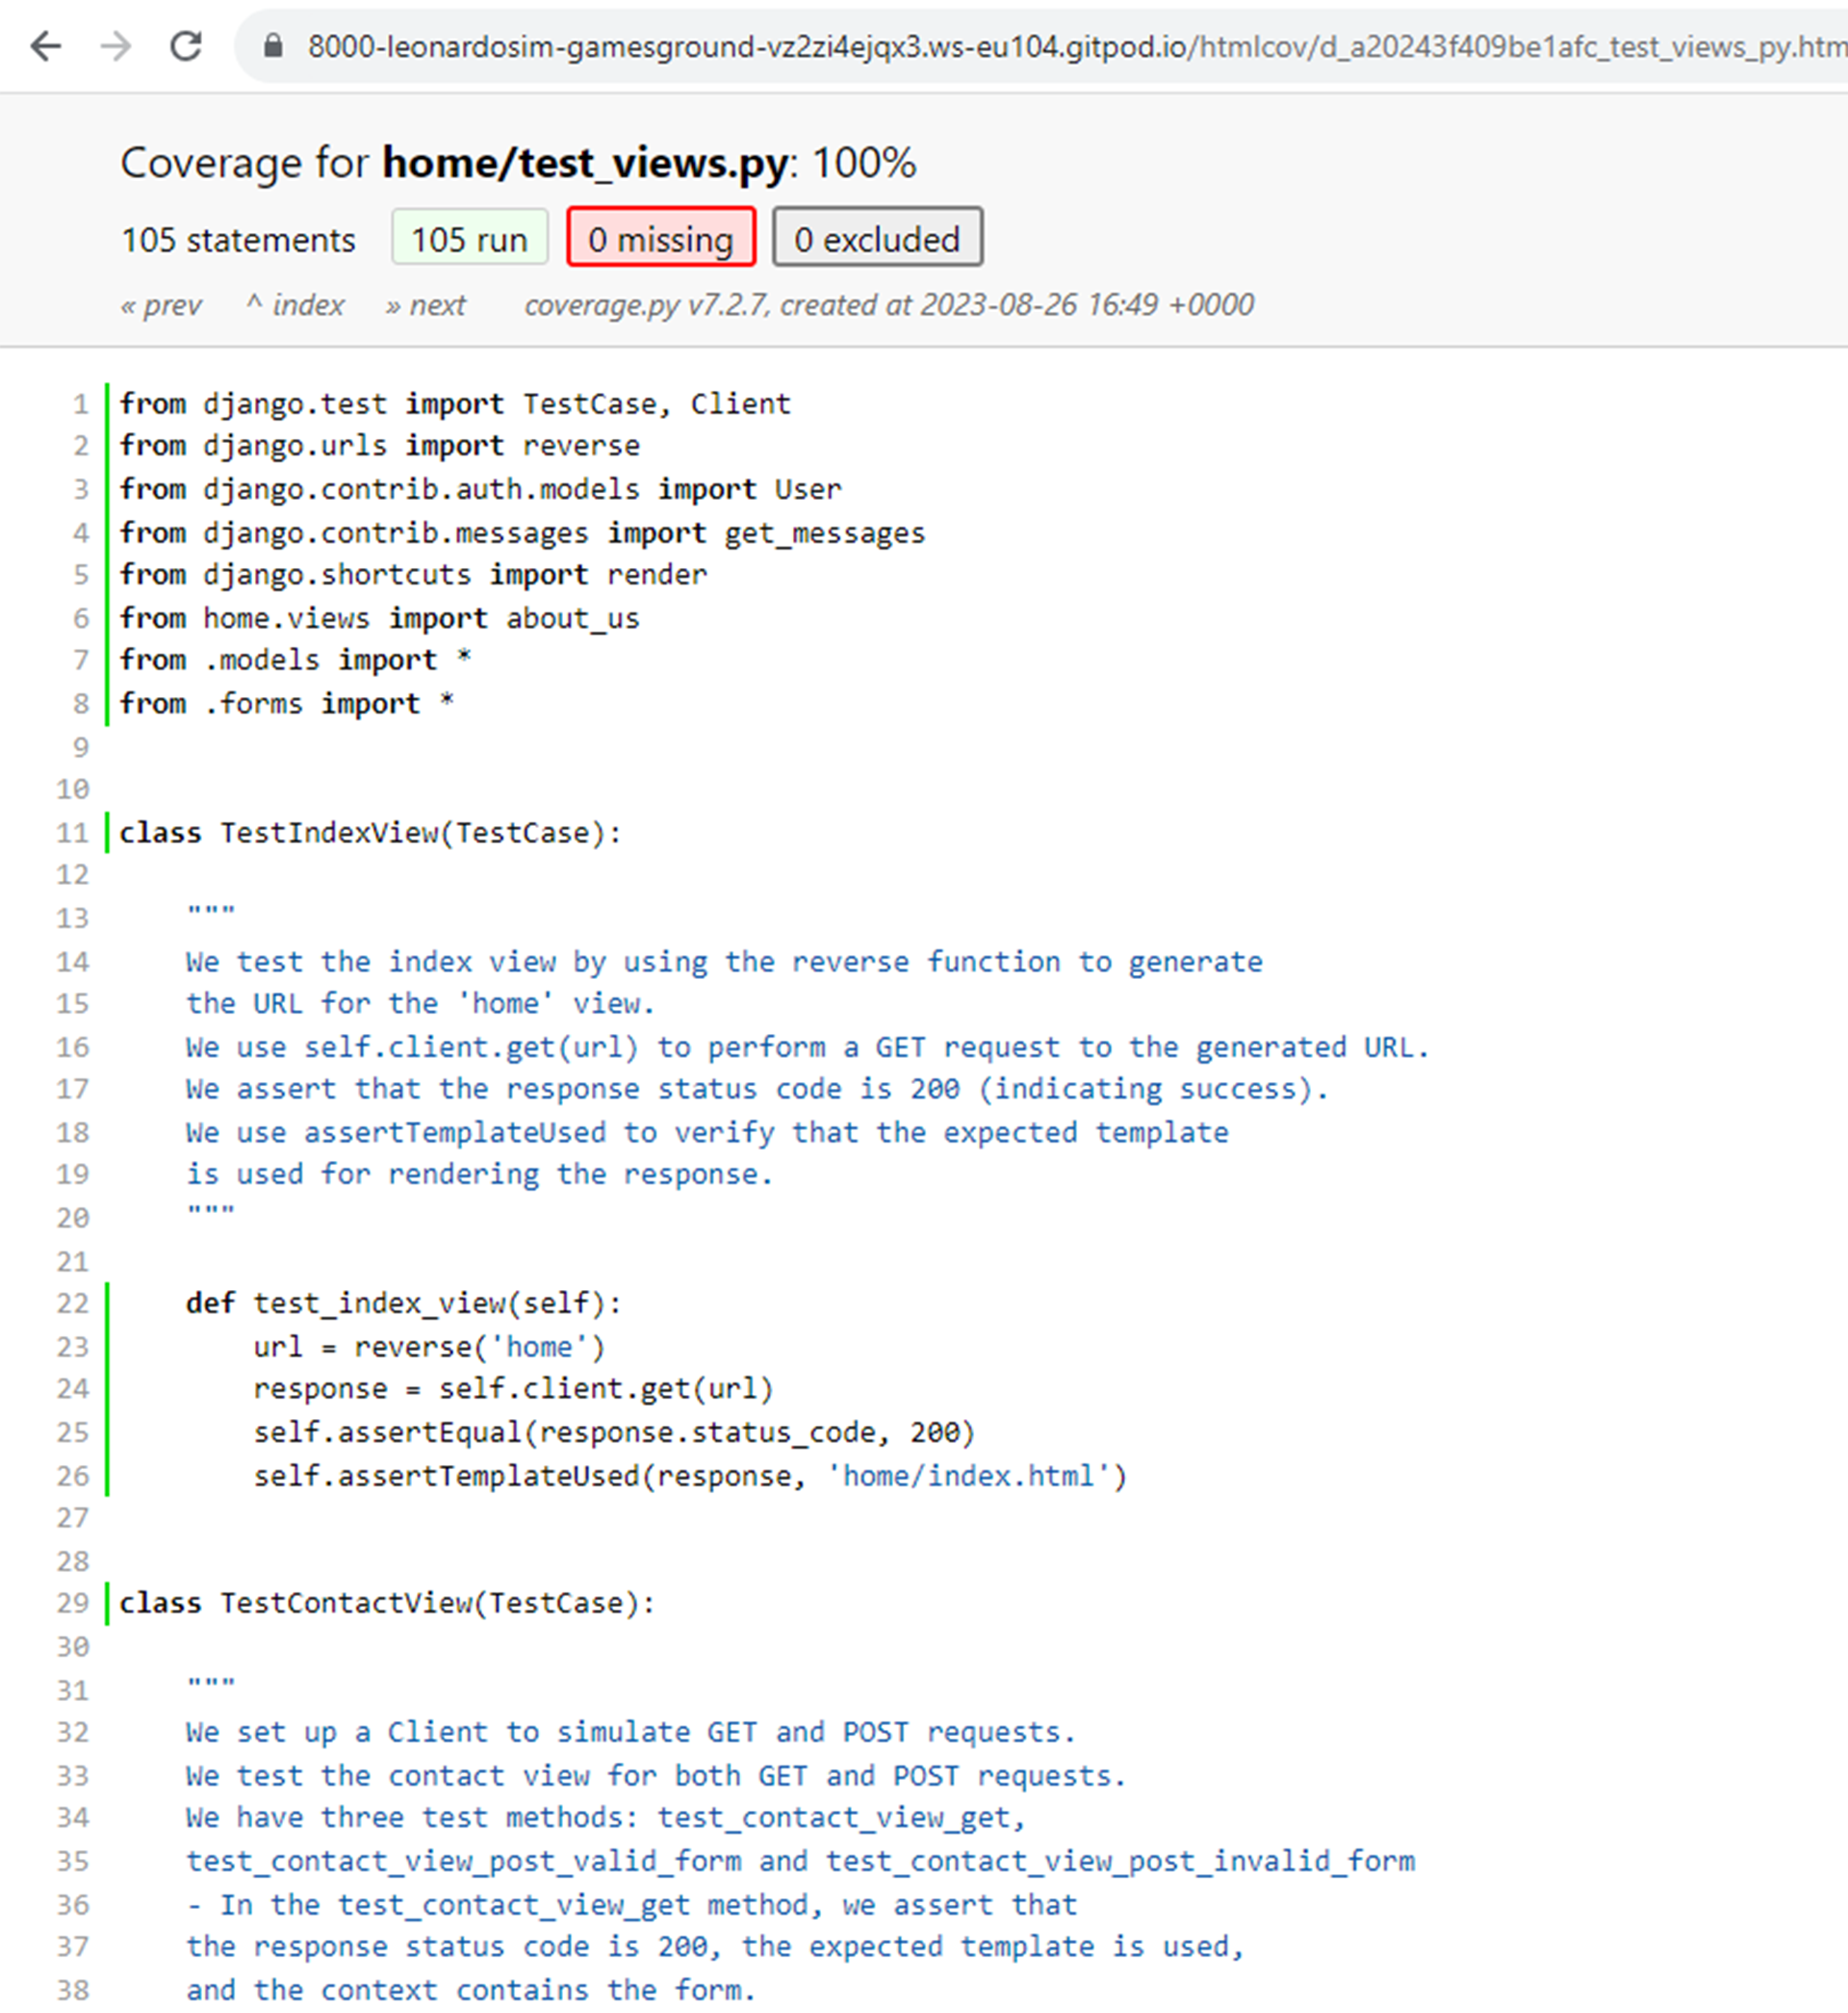 8000-leonardosim-gamesground-vz2zi4ejqx3.ws-eu104.gitpod.io/htmlcov/d_a20243f409be1afc_test_views_py.htm
Coverage for home/test_views.py: 100%
105 statements 105 run 0 missing 0 excluded
« prev ^ index » next coverage.py v7.2.7, created at 2023-08-26 16:49 +0000
1 from django.test import TestCase, Client
2 from django.urls import reverse
3 from django.contrib.auth.models import User
4 from django.contrib.messages import get_messages
5 from django.shortcuts import render
6 from home.views import about_us
7 from .models import *
8 from .forms import *
9
10
11 class TestIndexView(TestCase):
12
13     """
14     We test the index view by using the reverse function to generate
15     the URL for the 'home' view.
16     We use self.client.get(url) to perform a GET request to the generated URL.
17     We assert that the response status code is 200 (indicating success).
18     We use assertTemplateUsed to verify that the expected template
19     is used for rendering the response.
20     """
21
22     def test_index_view(self):
23         url = reverse('home')
24         response = self.client.get(url)
25         self.assertEqual(response.status_code, 200)
26         self.assertTemplateUsed(response, 'home/index.html')
27
28
29 class TestContactView(TestCase):
30
31     """
32     We set up a Client to simulate GET and POST requests.
33     We test the contact view for both GET and POST requests.
34     We have three test methods: test_contact_view_get,
35     test_contact_view_post_valid_form and test_contact_view_post_invalid_form
36     - In the test_contact_view_get method, we assert that
37     the response status code is 200, the expected template is used,
38     and the context contains the form.